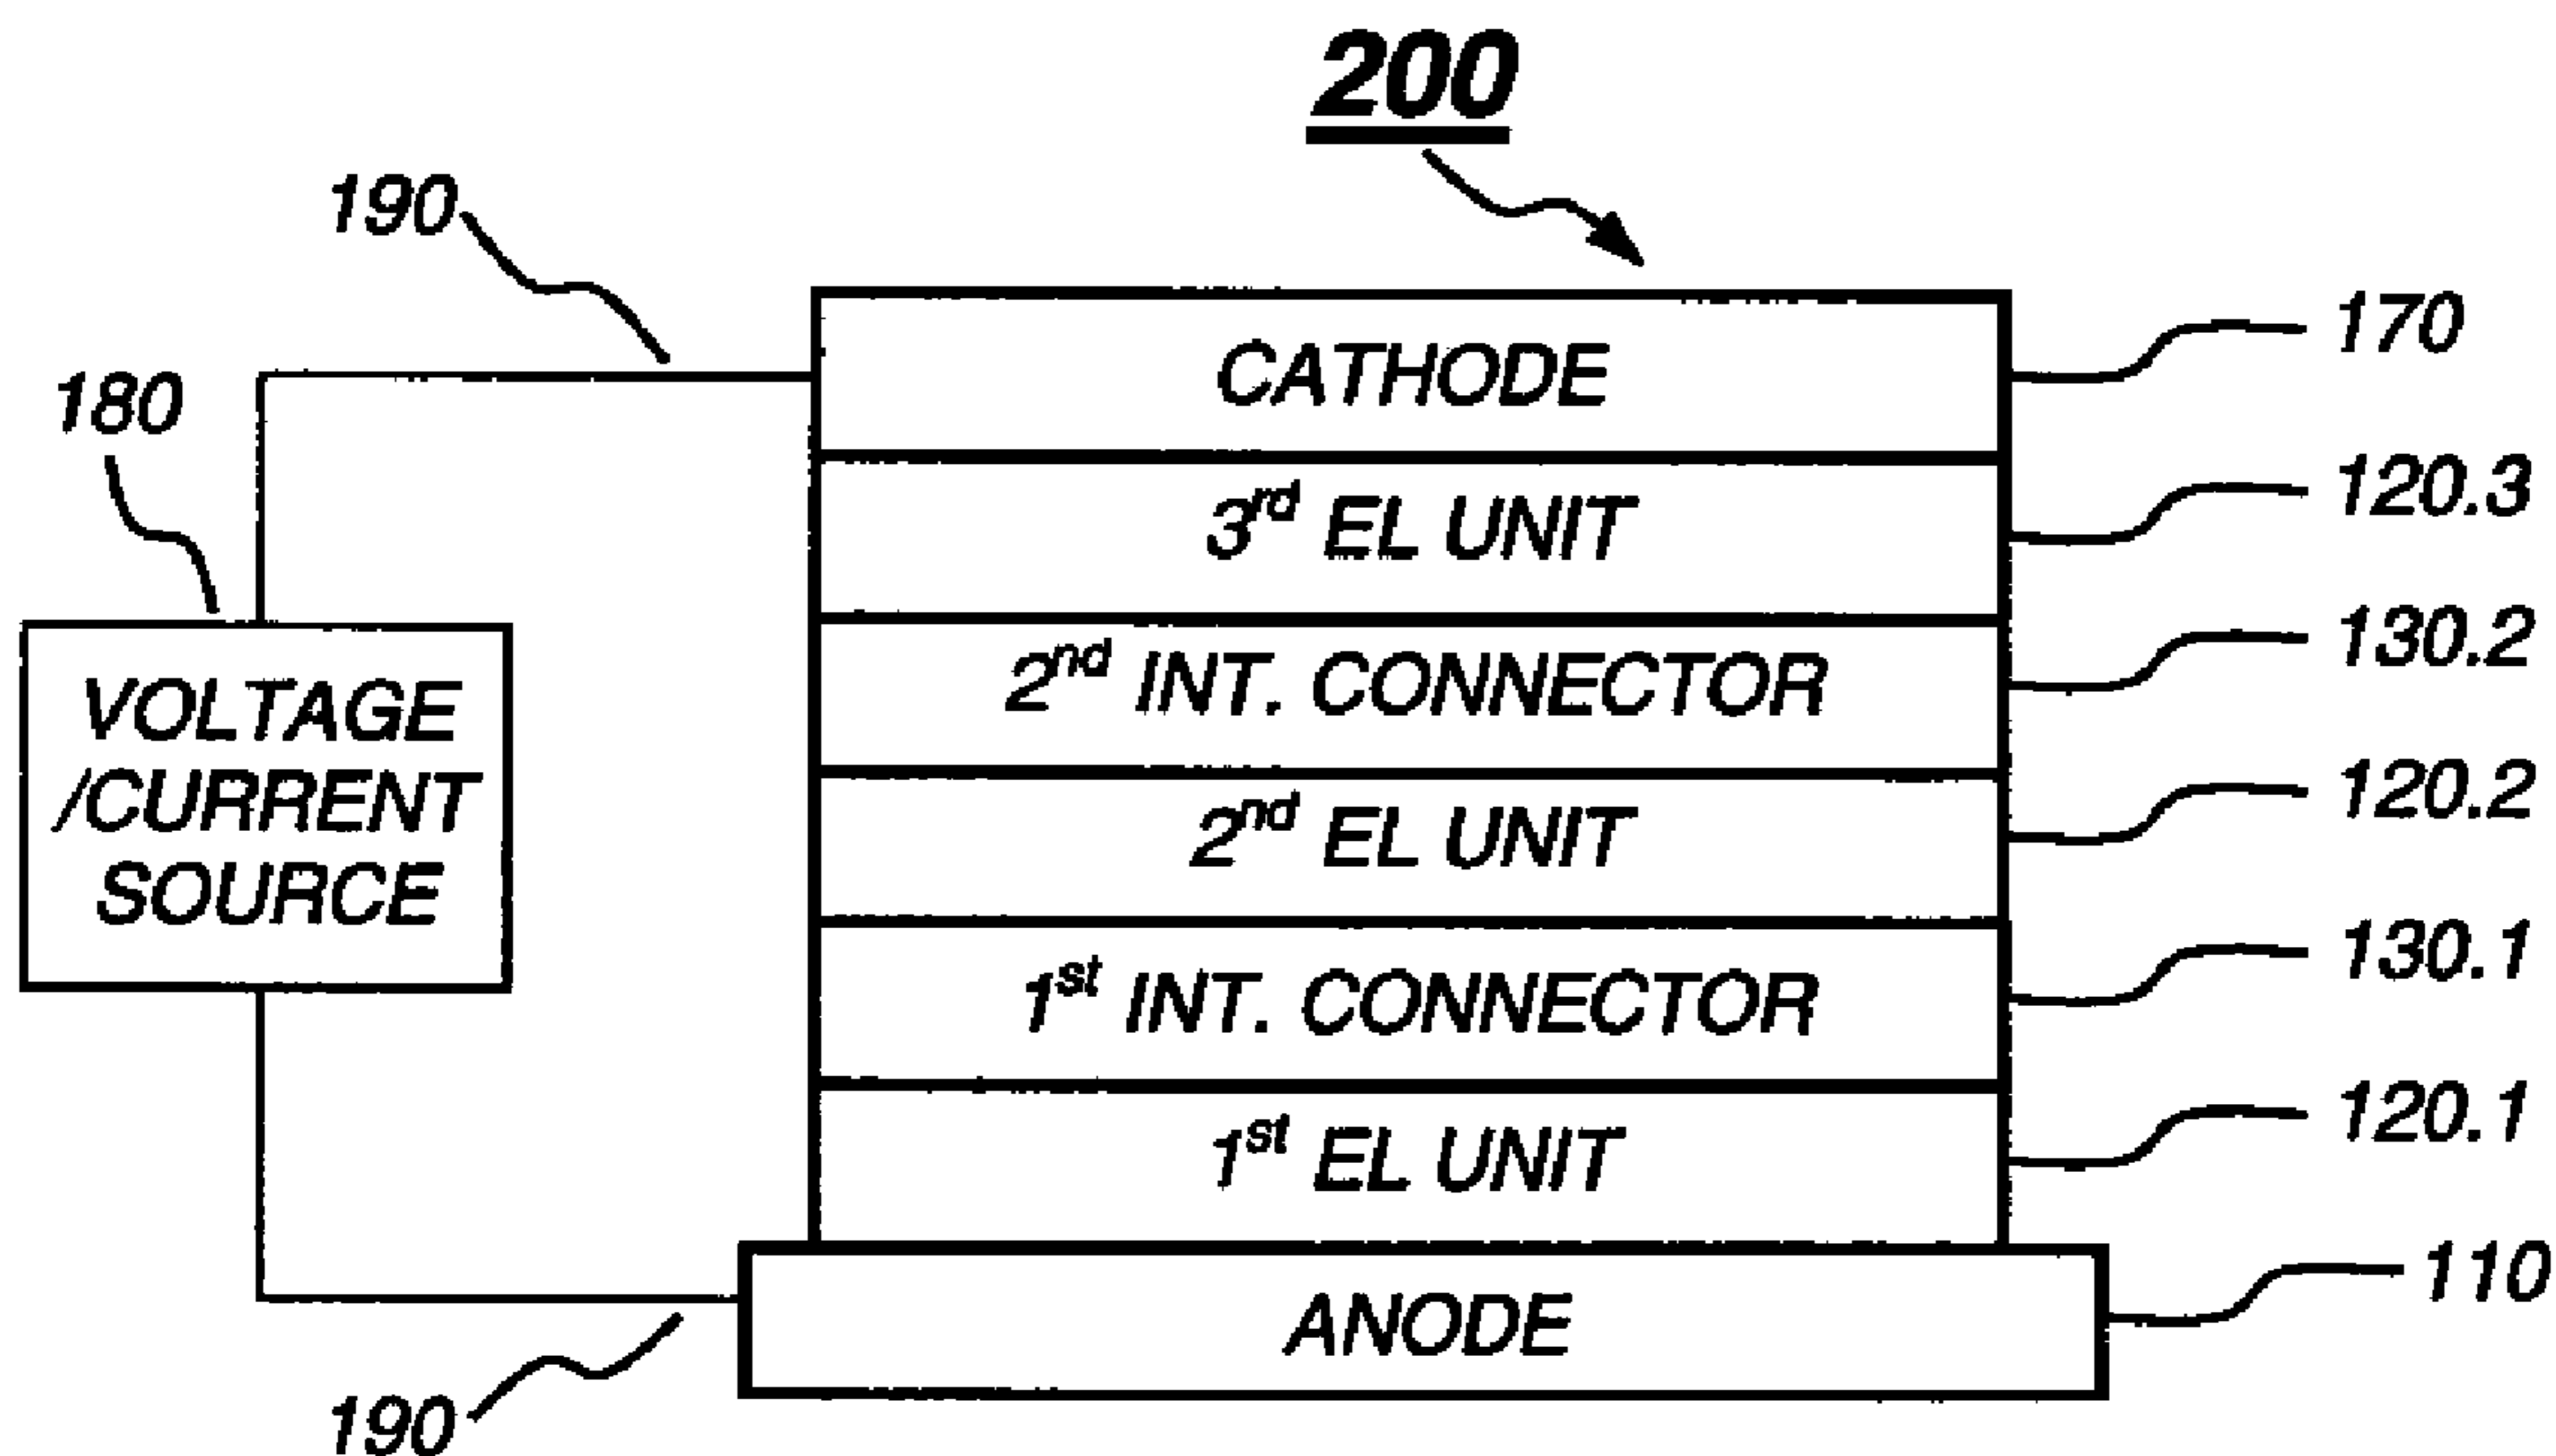 200
190
180
CATHODE
170
3rd EL UNIT
120.3
2nd INT. CONNECTOR
130.2
VOLTAGE
/CURRENT
SOURCE
2nd EL UNIT
120.2
1st INT. CONNECTOR
130.1
1st EL UNIT
120.1
ANODE
110
190